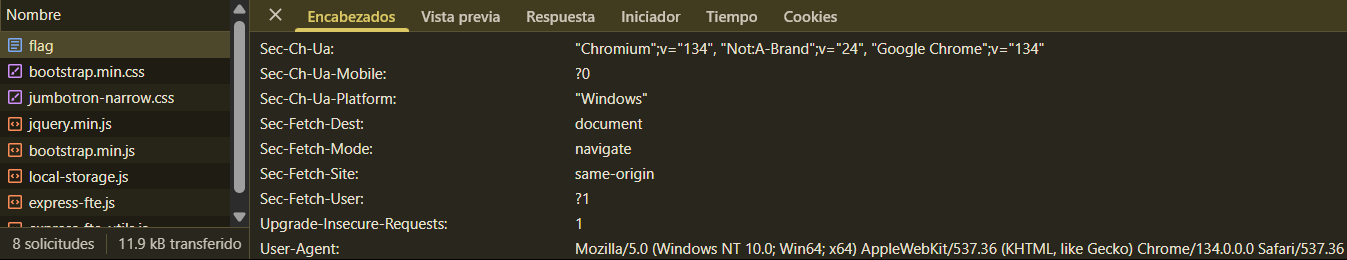 Nombre
flag
bootstrap.min.css
jumbotron-narrow.css
jquery.min.js
bootstrap.min.js
local-storage.js
express-fte.js
express-fte-utils.js
8 solicitudes 11.9 kB transferido
Encabezados Vista previa Respuesta Iniciador Tiempo Cookies
Sec-Ch-Ua: "Chromium";v="134", "Not:A-Brand";v="24", "Google Chrome";v="134"
Sec-Ch-Ua-Mobile: ?0
Sec-Ch-Ua-Platform: "Windows"
Sec-Fetch-Dest: document
Sec-Fetch-Mode: navigate
Sec-Fetch-Site: same-origin
Sec-Fetch-User: ?1
Upgrade-Insecure-Requests: 1
User-Agent: Mozilla/5.0 (Windows NT 10.0; Win64; x64) AppleWebKit/537.36 (KHTML, like Gecko) Chrome/134.0.0.0 Safari/537.36